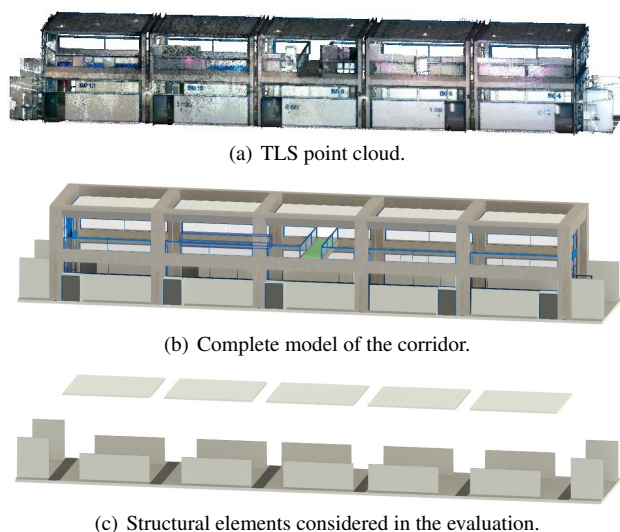 (a) TLS point cloud.
(b) Complete model of the corridor.
(c) Structural elements considered in the evaluation.